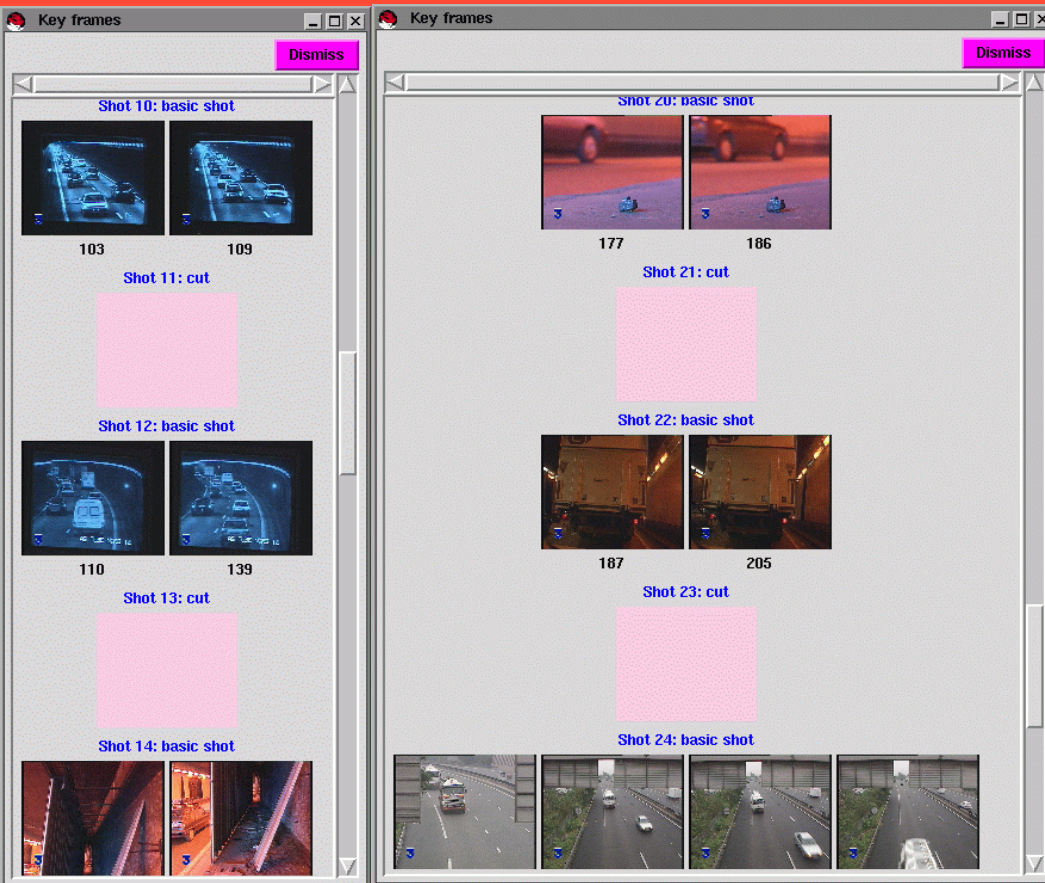 Key frames
Dismiss
Shot 10: basic shot
103 109
Shot 11: cut
Shot 12: basic shot
110 139
Shot 13: cut
Shot 14: basic shot
Key frames
Dismiss
Shot 20: basic shot
177 186
Shot 21: cut
Shot 22: basic shot
187 205
Shot 23: cut
Shot 24: basic shot